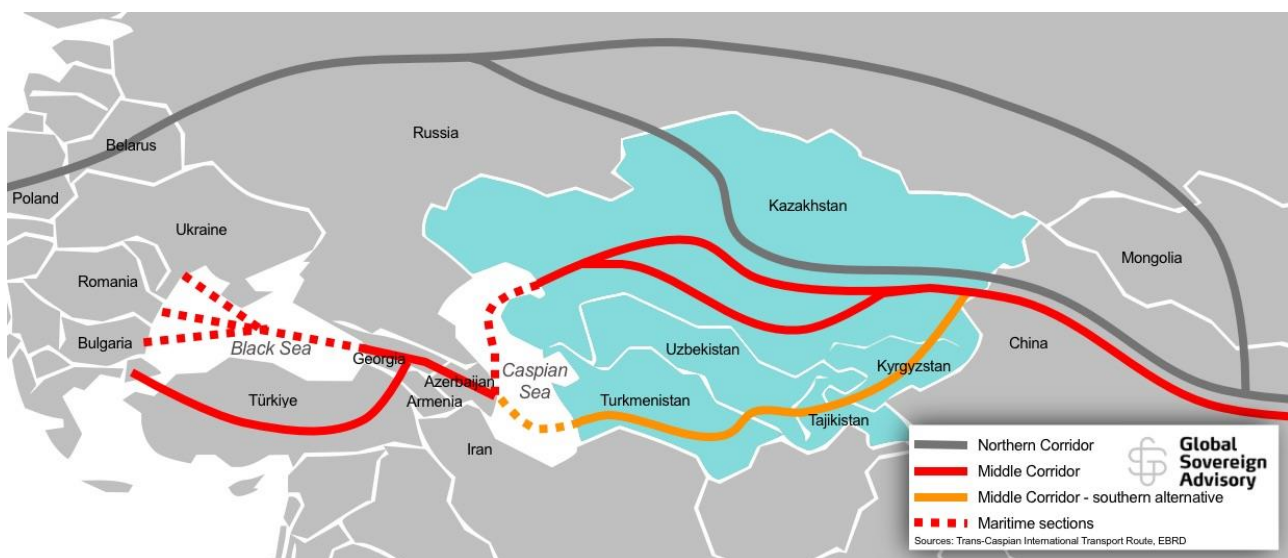 Russia
Belarus
Poland
Kazakhstan
Ukraine
Mongolia
Romania
Bulgaria
Black Sea
Georgia
Uzbekistan
China
Kyrgyzstan
Caspian
Sea
Azerbaijan
Armenia
Türkiye
Turkmenistan
Tajikistan
Iran
Northern Corridor
Middle Corridor
Middle Corridor - southern alternative
Maritime sections
Global
Sovereign
Advisory
Sources: Trans-Caspian International Transport Route, EBRD